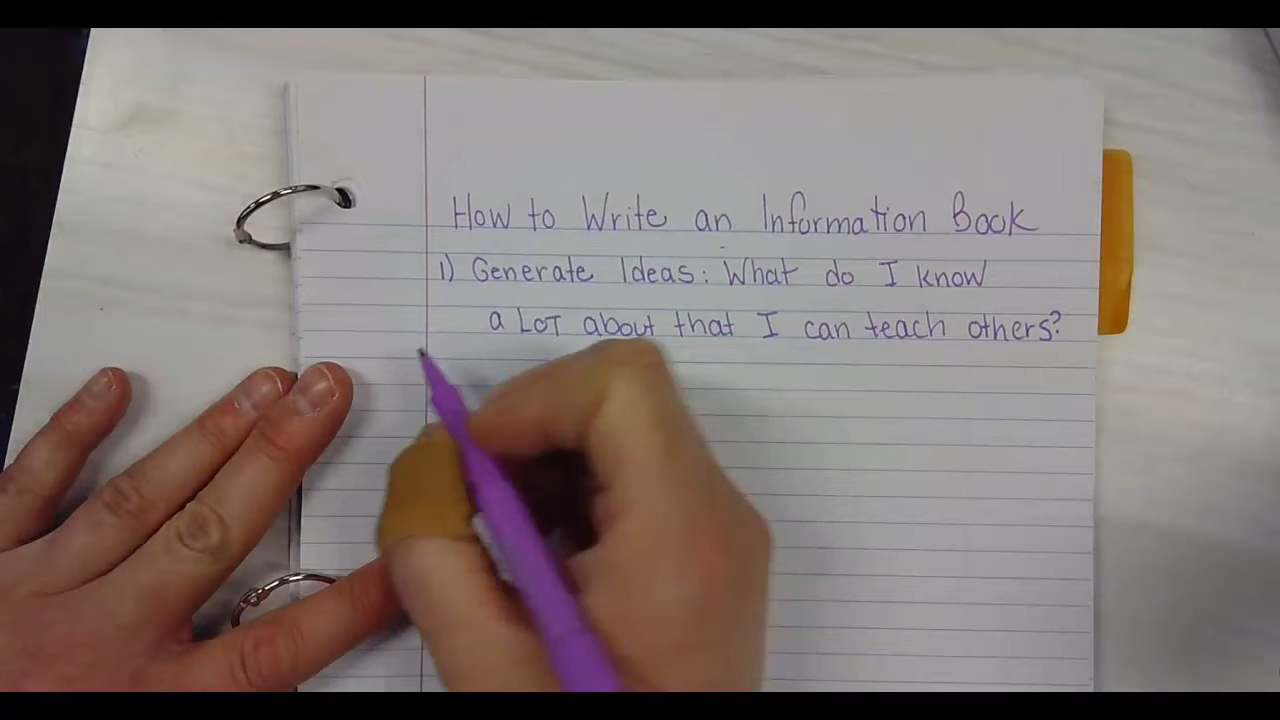 How to Write an Information Book
1) Generate Ideas: What do I know
a LOT about that I can teach others?